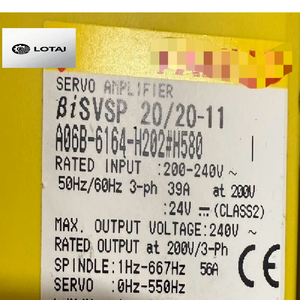 LOTAI
SERVO AMPLIFIER
βiSVSP 20/20-11
A06B-6164-H202#H580
RATED INPUT :200-240V ~
50Hz/60Hz 3-ph 39A at 200V
:24V ⎓ (CLASS2)
MAX. OUTPUT VOLTAGE:240V ~
RATED OUTPUT at 200V/3-Ph
SPINDLE:1Hz-667Hz 56A
SERVO :0Hz-550Hz
CE